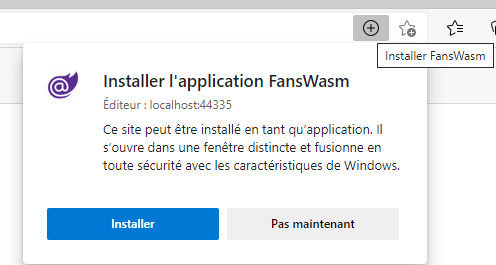 Installer FansWasm
Installer l'application FansWasm
Éditeur : localhost:44335
Ce site peut être installé en tant qu’application. Il
s’ouvre dans une fenêtre distincte et fusionne en
toute sécurité avec les caractéristiques de Windows.
Installer
Pas maintenant